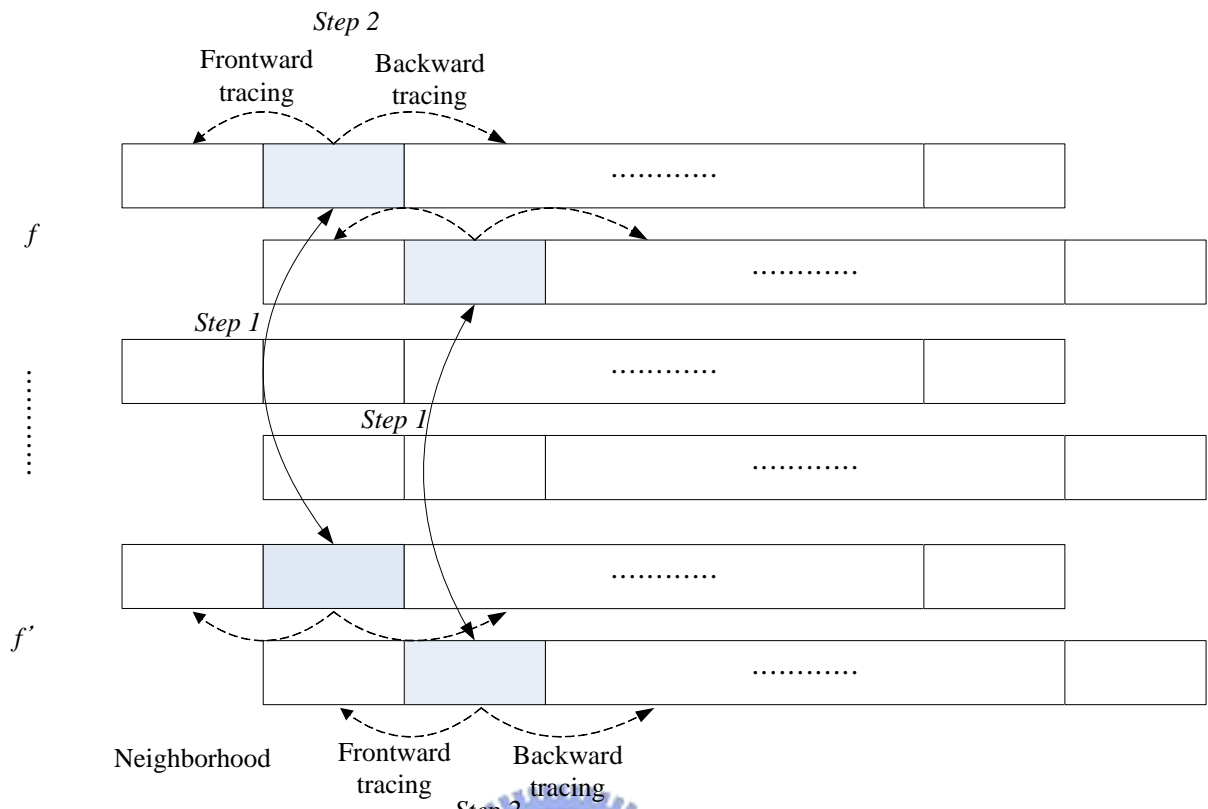 Step 2
Frontward
tracing
Backward
tracing
............
f
............
Step 1
............
Step 1
............
............
f’
............
Neighborhood
Frontward
tracing
Backward
tracing